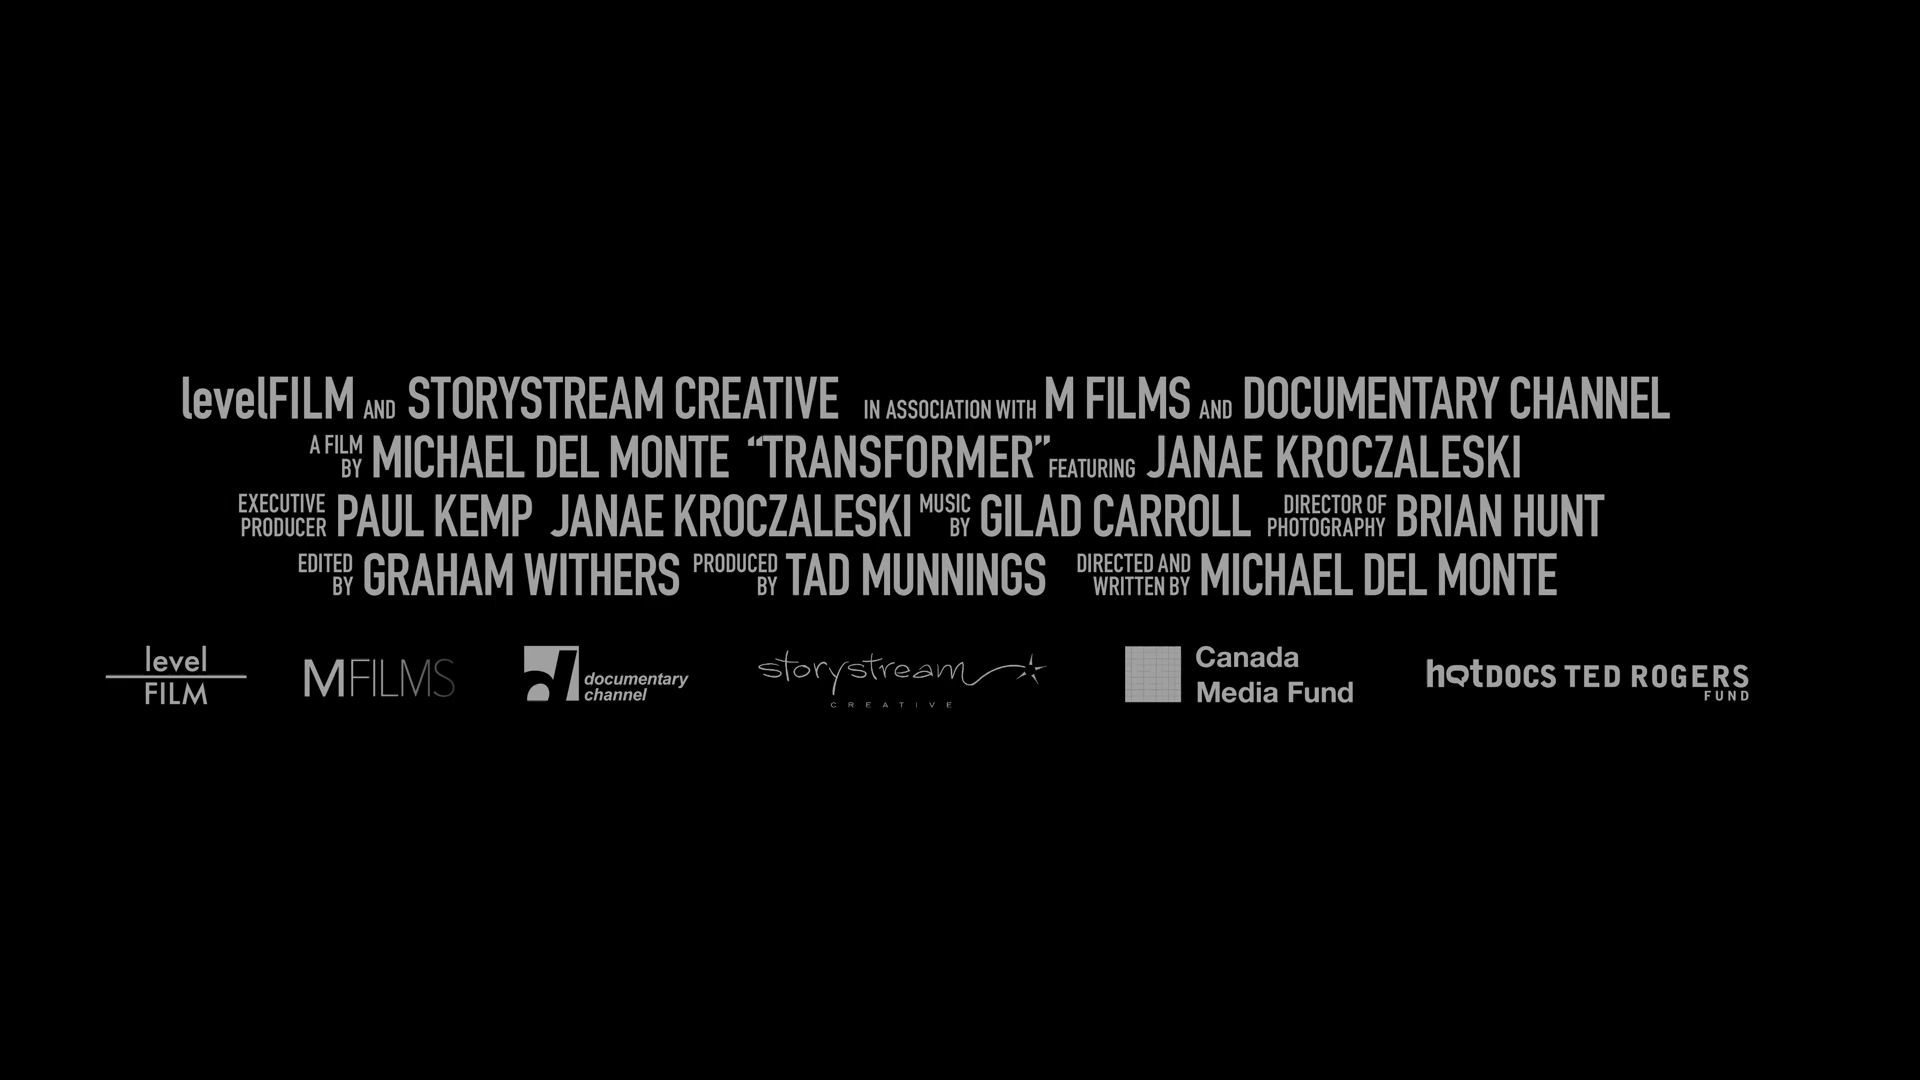 levelFILM AND STORYSTREAM CREATIVE IN ASSOCIATION WITH M FILMS AND DOCUMENTARY CHANNEL
A FILM BY MICHAEL DEL MONTE “TRANSFORMER” FEATURING JANAE KROCZALESKI
EXECUTIVE PRODUCER PAUL KEMP JANAE KROCZALESKI MUSIC BY GILAD CARROLL DIRECTOR OF PHOTOGRAPHY BRIAN HUNT
EDITED BY GRAHAM WITHERS PRODUCED BY TAD MUNNINGS DIRECTED AND WRITTEN BY MICHAEL DEL MONTE
level
FILM
MFILMS
documentary
channel
storystream
CREATIVE
Canada
Media Fund
hotDOCS TED ROGERS
FUND